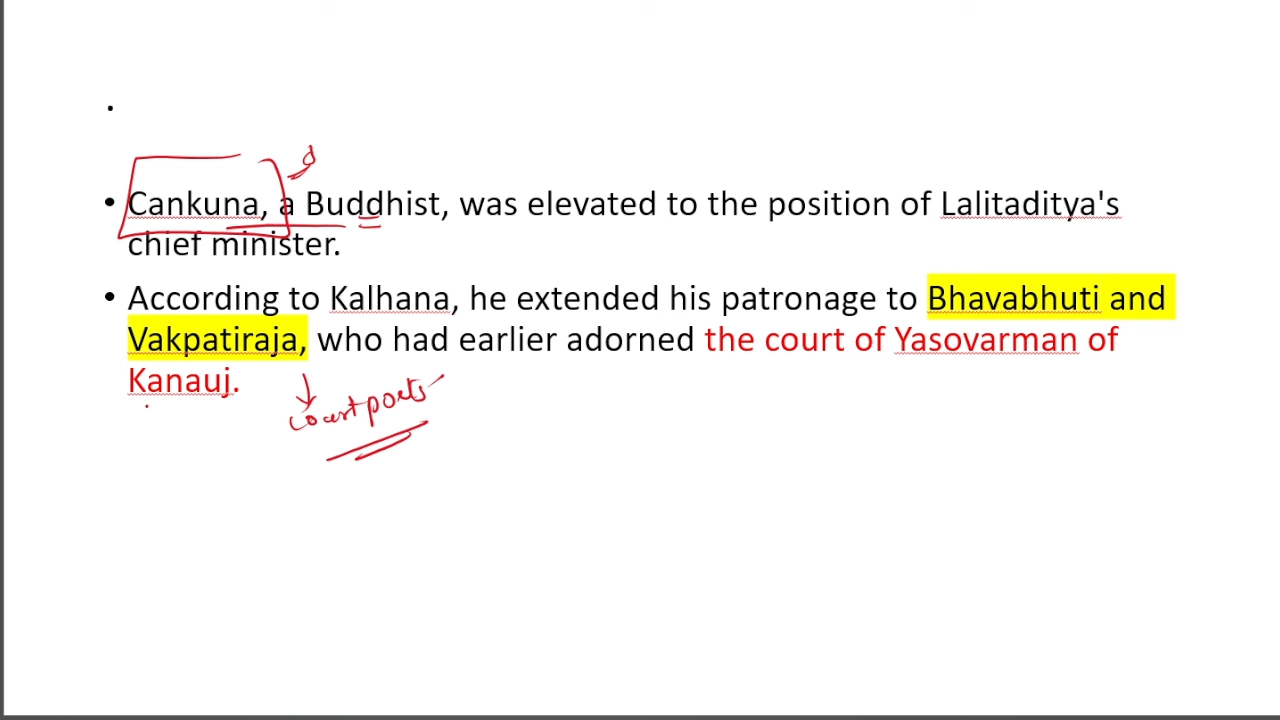 • Cankuna, a Buddhist, was elevated to the position of Lalitaditya's
chief minister.
• According to Kalhana, he extended his patronage to Bhavabhuti and
Vakpatiraja, who had earlier adorned the court of Yasovarman of
Kanauj.
court poets